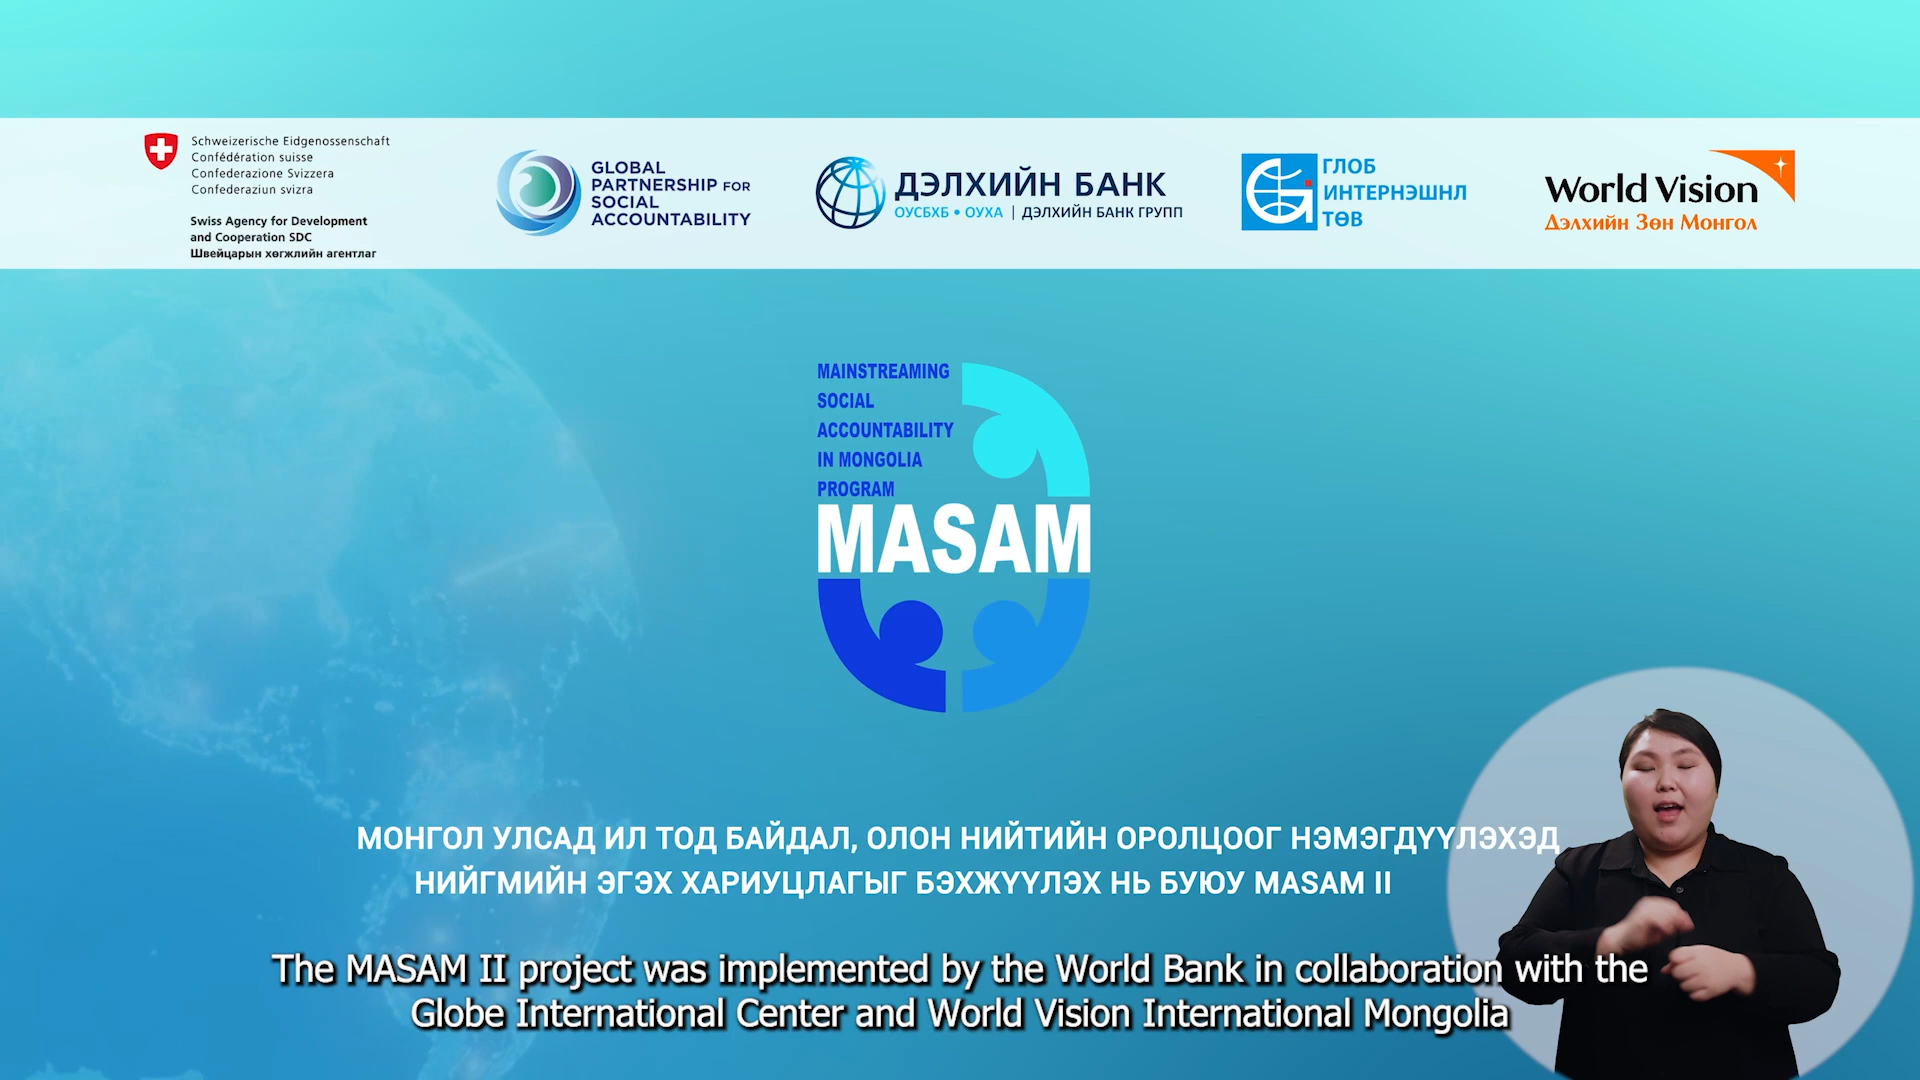 Schweizerische Eidgenossenschaft
Confédération suisse
Confederazione Svizzera
Confederaziun svizra
Swiss Agency for Development
and Cooperation SDC
Швейцарын хөгжлийн агентлаг
GLOBAL
PARTNERSHIP FOR
SOCIAL
ACCOUNTABILITY
ДЭЛХИЙН БАНК
ОУСБХБ • ОУХА | ДЭЛХИЙН БАНК ГРУПП
ГЛОБ
ИНТЕРНЭШНЛ
ТӨВ
World Vision
Дэлхийн Зөн Монгол
MAINSTREAMING
SOCIAL
ACCOUNTABILITY
IN MONGOLIA
PROGRAM
MASAM
МОНГОЛ УЛСАД ИЛ ТОД БАЙДАЛ, ОЛОН НИЙТИЙН ОРОЛЦООГ НЭМЭГДҮҮЛЭХЭД
НИЙГМИЙН ЭГЭХ ХАРИУЦЛАГЫГ БЭХЖҮҮЛЭХ НЬ БУЮУ MASAM II
The MASAM II project was implemented by the World Bank in collaboration with the
Globe International Center and World Vision International Mongolia